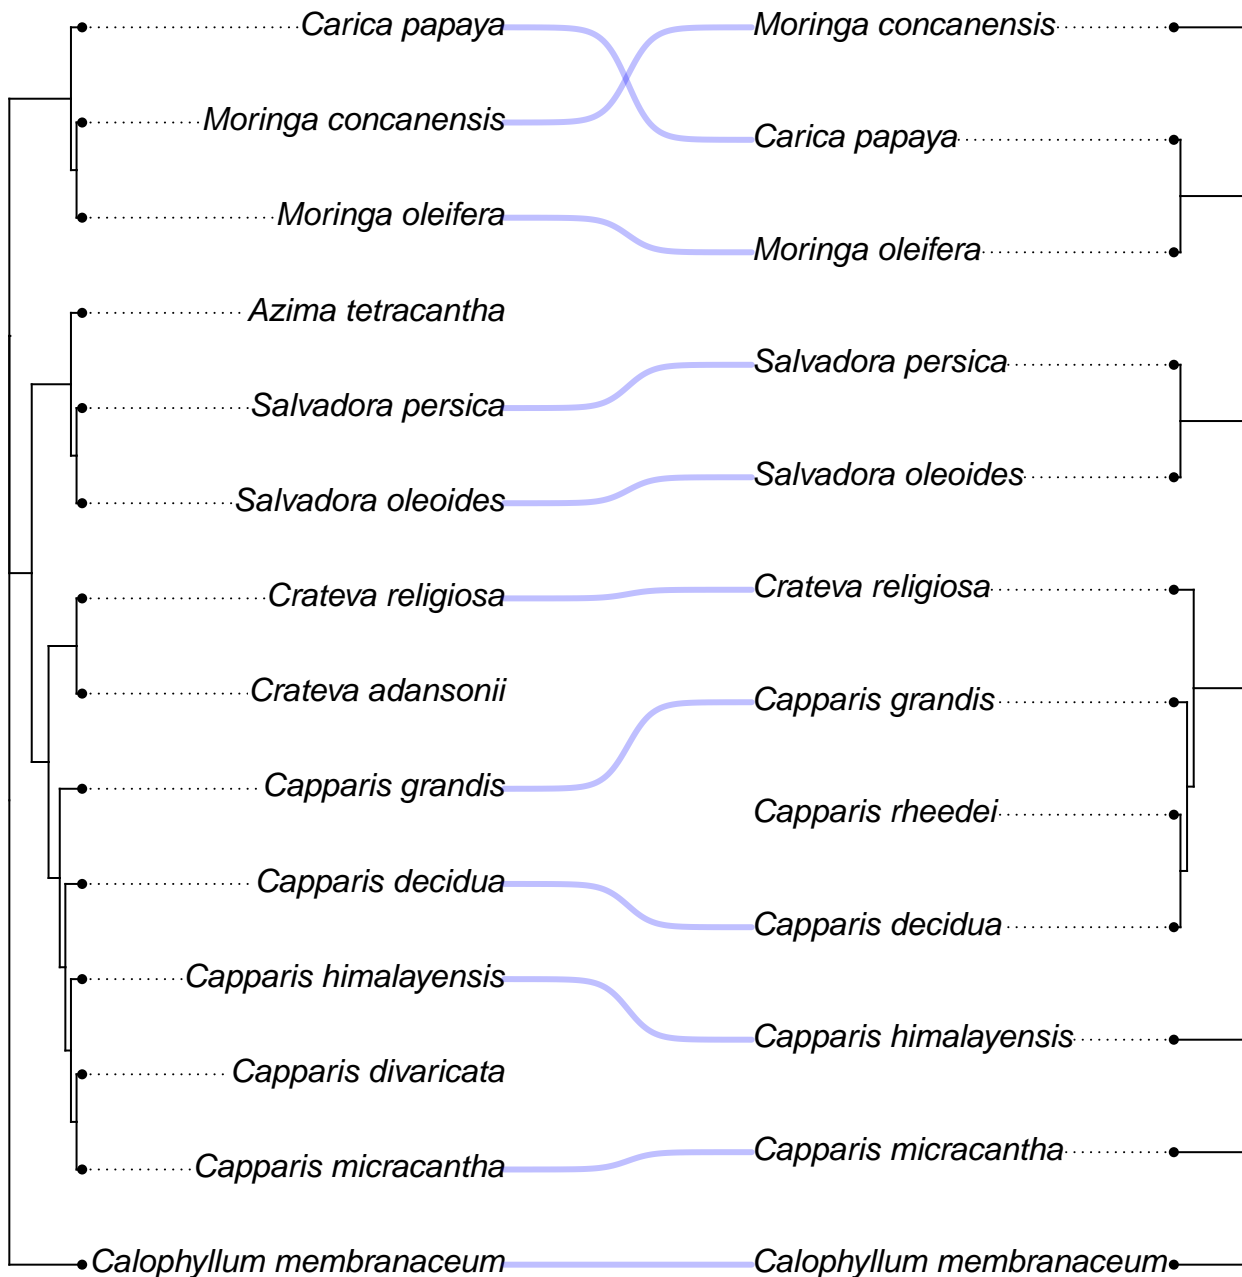 Carica papaya
Moringa concanensis
Moringa oleifera
Azima tetracantha
Salvadora persica
Salvadora oleoides
Crateva religiosa
Crateva adansonii
Capparis grandis
Capparis decidua
Capparis himalayensis
Capparis divaricata
Capparis micracantha
Calophyllum membranaceum
Moringa concanensis
Carica papaya
Moringa oleifera
Salvadora persica
Salvadora oleoides
Crateva religiosa
Capparis grandis
Capparis rheedei
Capparis decidua
Capparis himalayensis
Capparis micracantha
Calophyllum membranaceum